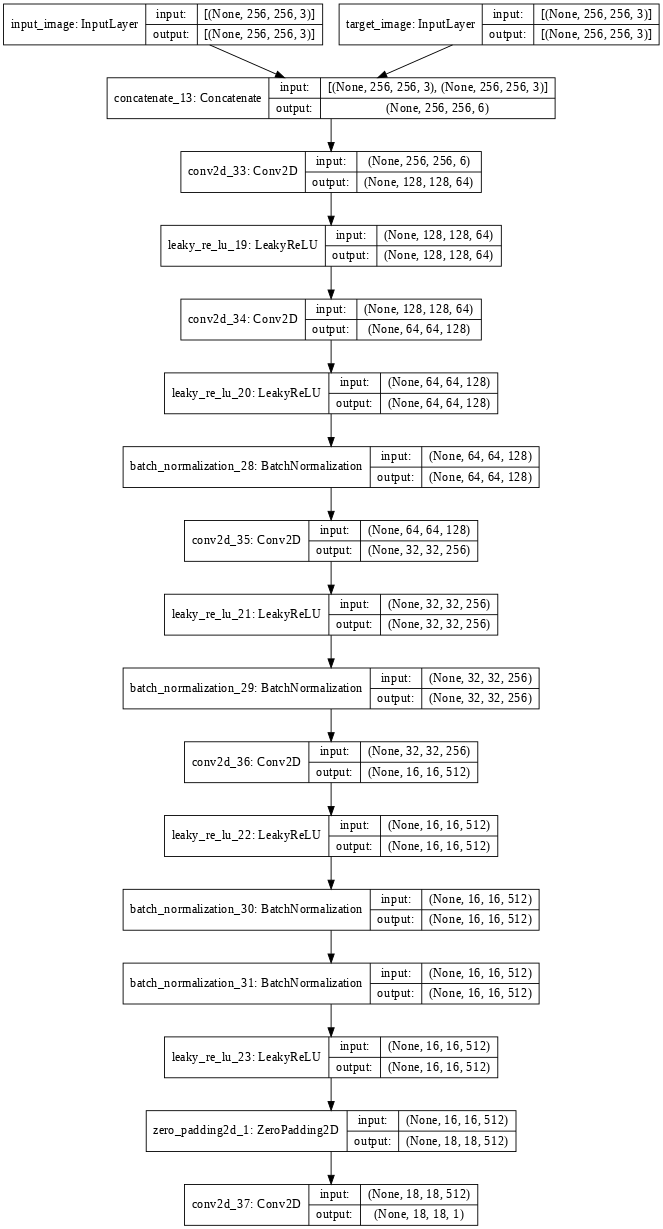 input_image: InputLayer
input:
[(None, 256, 256, 3)]
output:
[(None, 256, 256, 3)]
target_image: InputLayer
input:
[(None, 256, 256, 3)]
output:
[(None, 256, 256, 3)]
concatenate_13: Concatenate
input:
[(None, 256, 256, 3), (None, 256, 256, 3)]
output:
(None, 256, 256, 6)
conv2d_33: Conv2D
input:
(None, 256, 256, 6)
output:
(None, 128, 128, 64)
leaky_re_lu_19: LeakyReLU
input:
(None, 128, 128, 64)
output:
(None, 128, 128, 64)
conv2d_34: Conv2D
input:
(None, 128, 128, 64)
output:
(None, 64, 64, 128)
leaky_re_lu_20: LeakyReLU
input:
(None, 64, 64, 128)
output:
(None, 64, 64, 128)
batch_normalization_28: BatchNormalization
input:
(None, 64, 64, 128)
output:
(None, 64, 64, 128)
conv2d_35: Conv2D
input:
(None, 64, 64, 128)
output:
(None, 32, 32, 256)
leaky_re_lu_21: LeakyReLU
input:
(None, 32, 32, 256)
output:
(None, 32, 32, 256)
batch_normalization_29: BatchNormalization
input:
(None, 32, 32, 256)
output:
(None, 32, 32, 256)
conv2d_36: Conv2D
input:
(None, 32, 32, 256)
output:
(None, 16, 16, 512)
leaky_re_lu_22: LeakyReLU
input:
(None, 16, 16, 512)
output:
(None, 16, 16, 512)
batch_normalization_30: BatchNormalization
input:
(None, 16, 16, 512)
output:
(None, 16, 16, 512)
batch_normalization_31: BatchNormalization
input:
(None, 16, 16, 512)
output:
(None, 16, 16, 512)
leaky_re_lu_23: LeakyReLU
input:
(None, 16, 16, 512)
output:
(None, 16, 16, 512)
zero_padding2d_1: ZeroPadding2D
input:
(None, 16, 16, 512)
output:
(None, 18, 18, 512)
conv2d_37: Conv2D
input:
(None, 18, 18, 512)
output:
(None, 18, 18, 1)